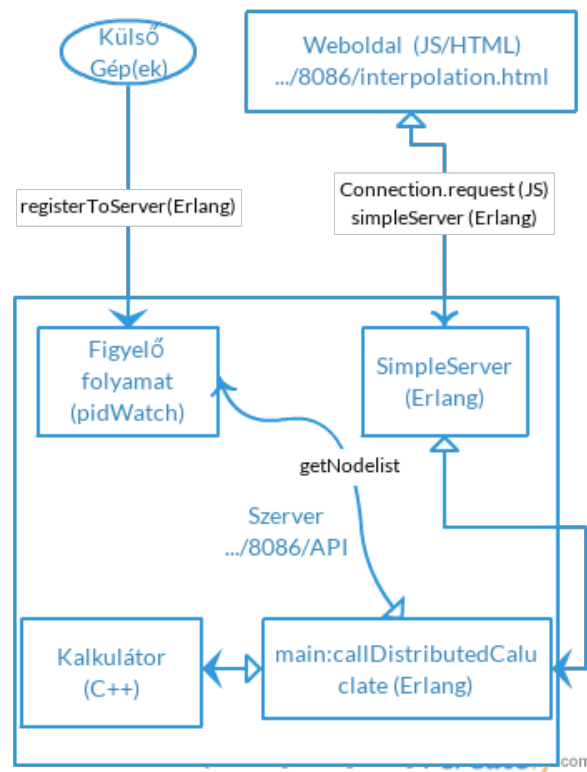 Külső
Gép(ek)
Weboldal (JS/HTML)
.../8086/interpolation.html
registerToServer(Erlang)
Connection.request (JS)
simpleServer (Erlang)
Figyelő
folyamat
(pidWatch)
SimpleServer
(Erlang)
getNodelist
Szerver
.../8086/API
Kalkulátor
(C++)
main:callDistributedCalu
clate (Erlang)
.com